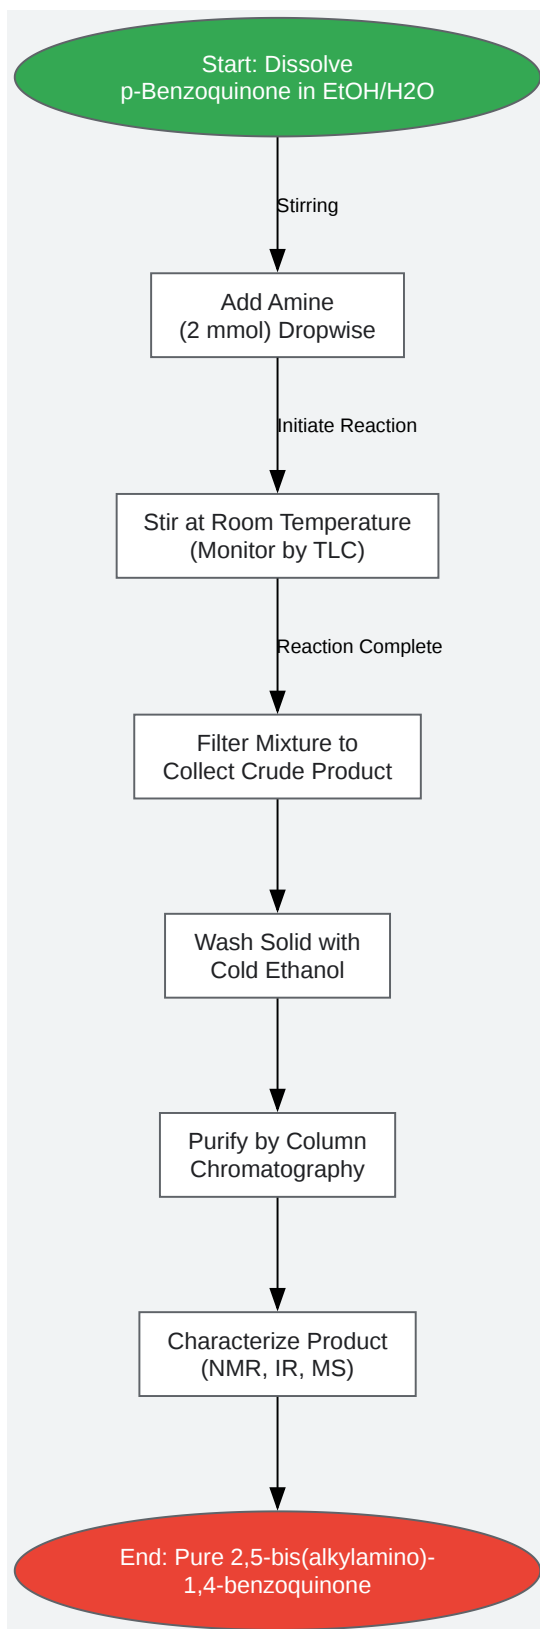 Start: Dissolve
p-Benzoquinone in EtOH/H2O
Stirring
Add Amine
(2 mmol) Dropwise
Initiate Reaction
Stir at Room Temperature
(Monitor by TLC)
Reaction Complete
Filter Mixture to
Collect Crude Product
Wash Solid with
Cold Ethanol
Purify by Column
Chromatography
Characterize Product
(NMR, IR, MS)
End: Pure 2,5-bis(alkylamino)-
1,4-benzoquinone